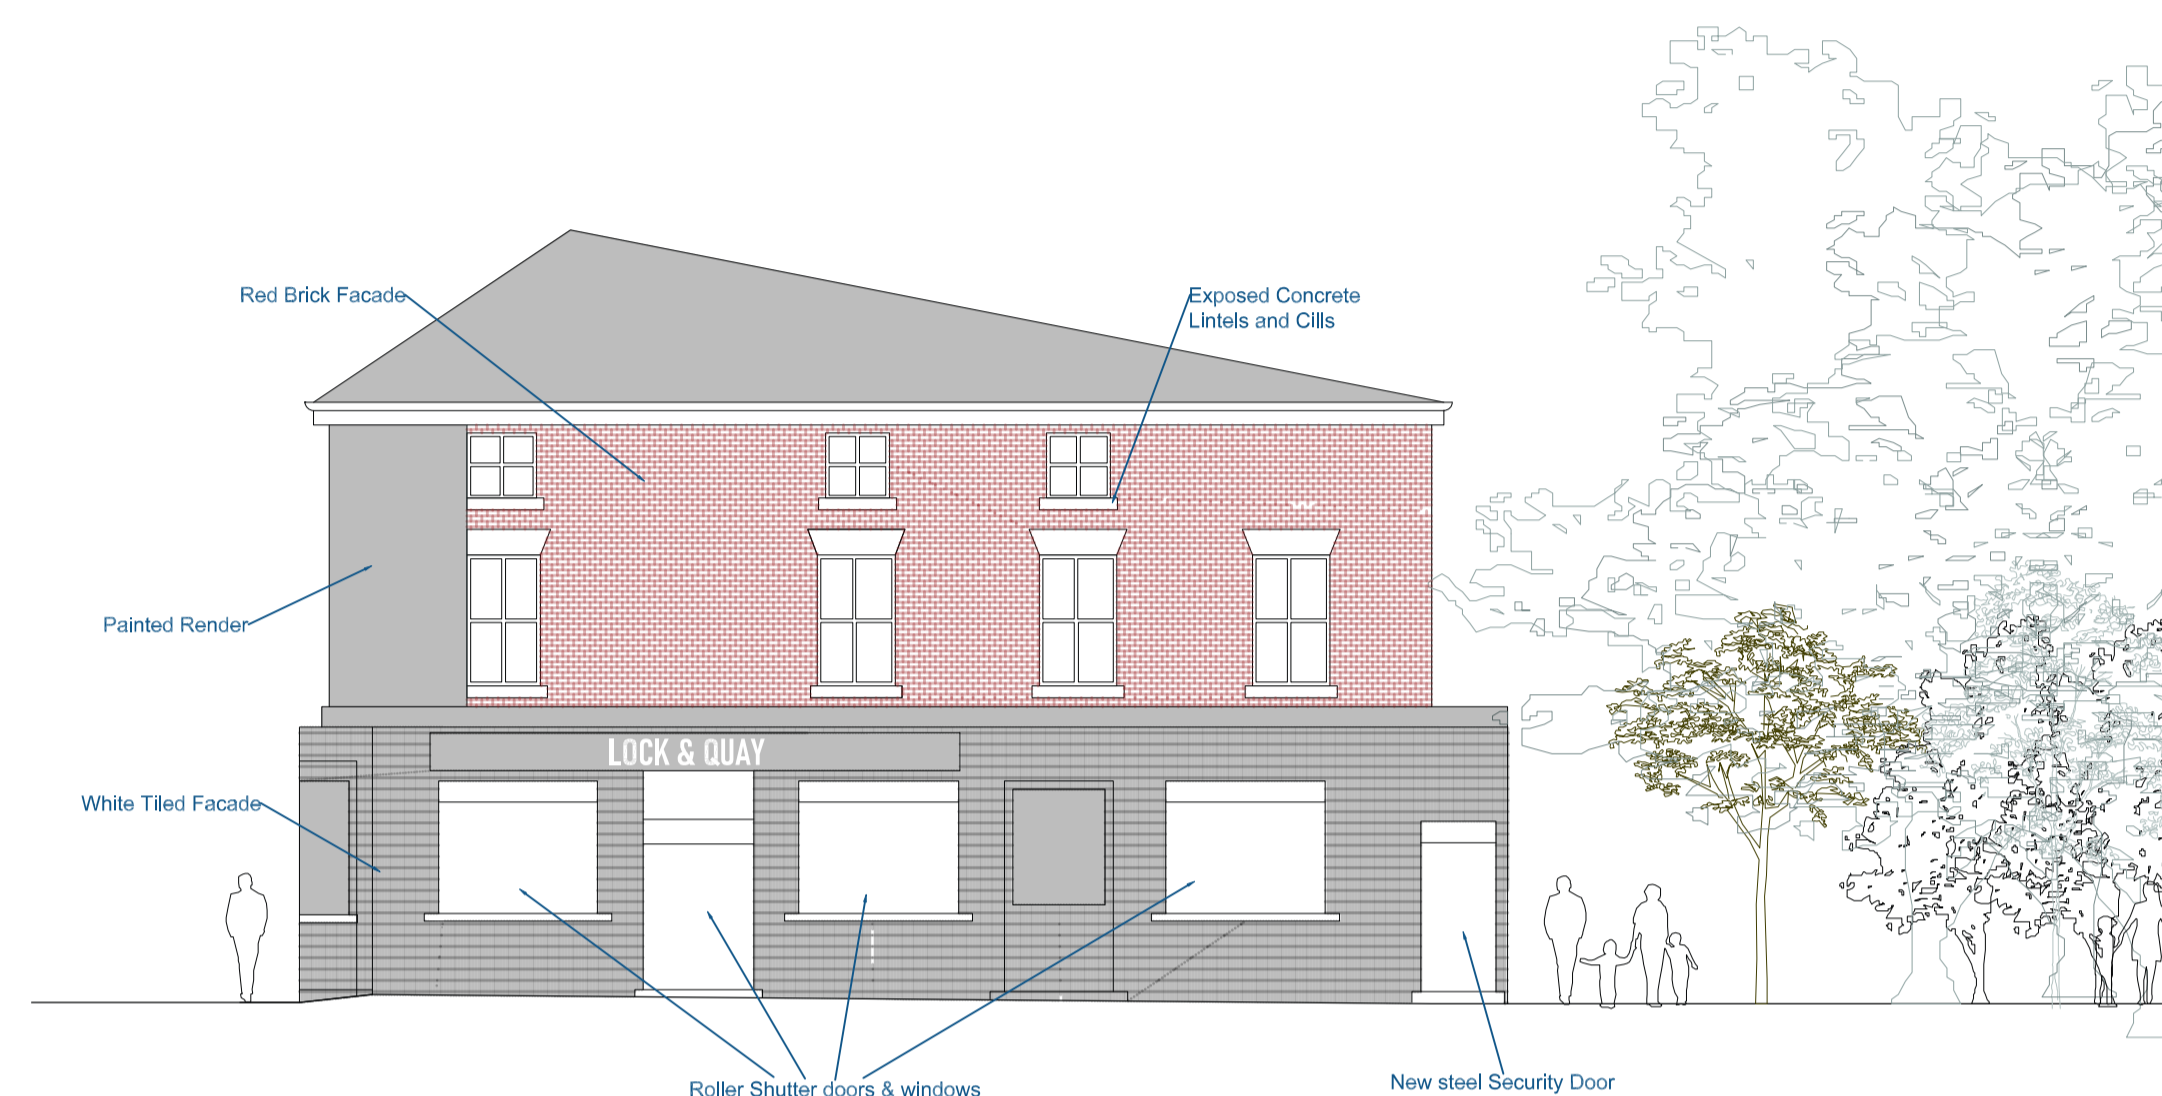 Red Brick Facade
Exposed Concrete
Lintels and Cills
Painted Render
LOCK & QUAY
White Tiled Facade
Roller Shutter doors & windows
New steel Security Door